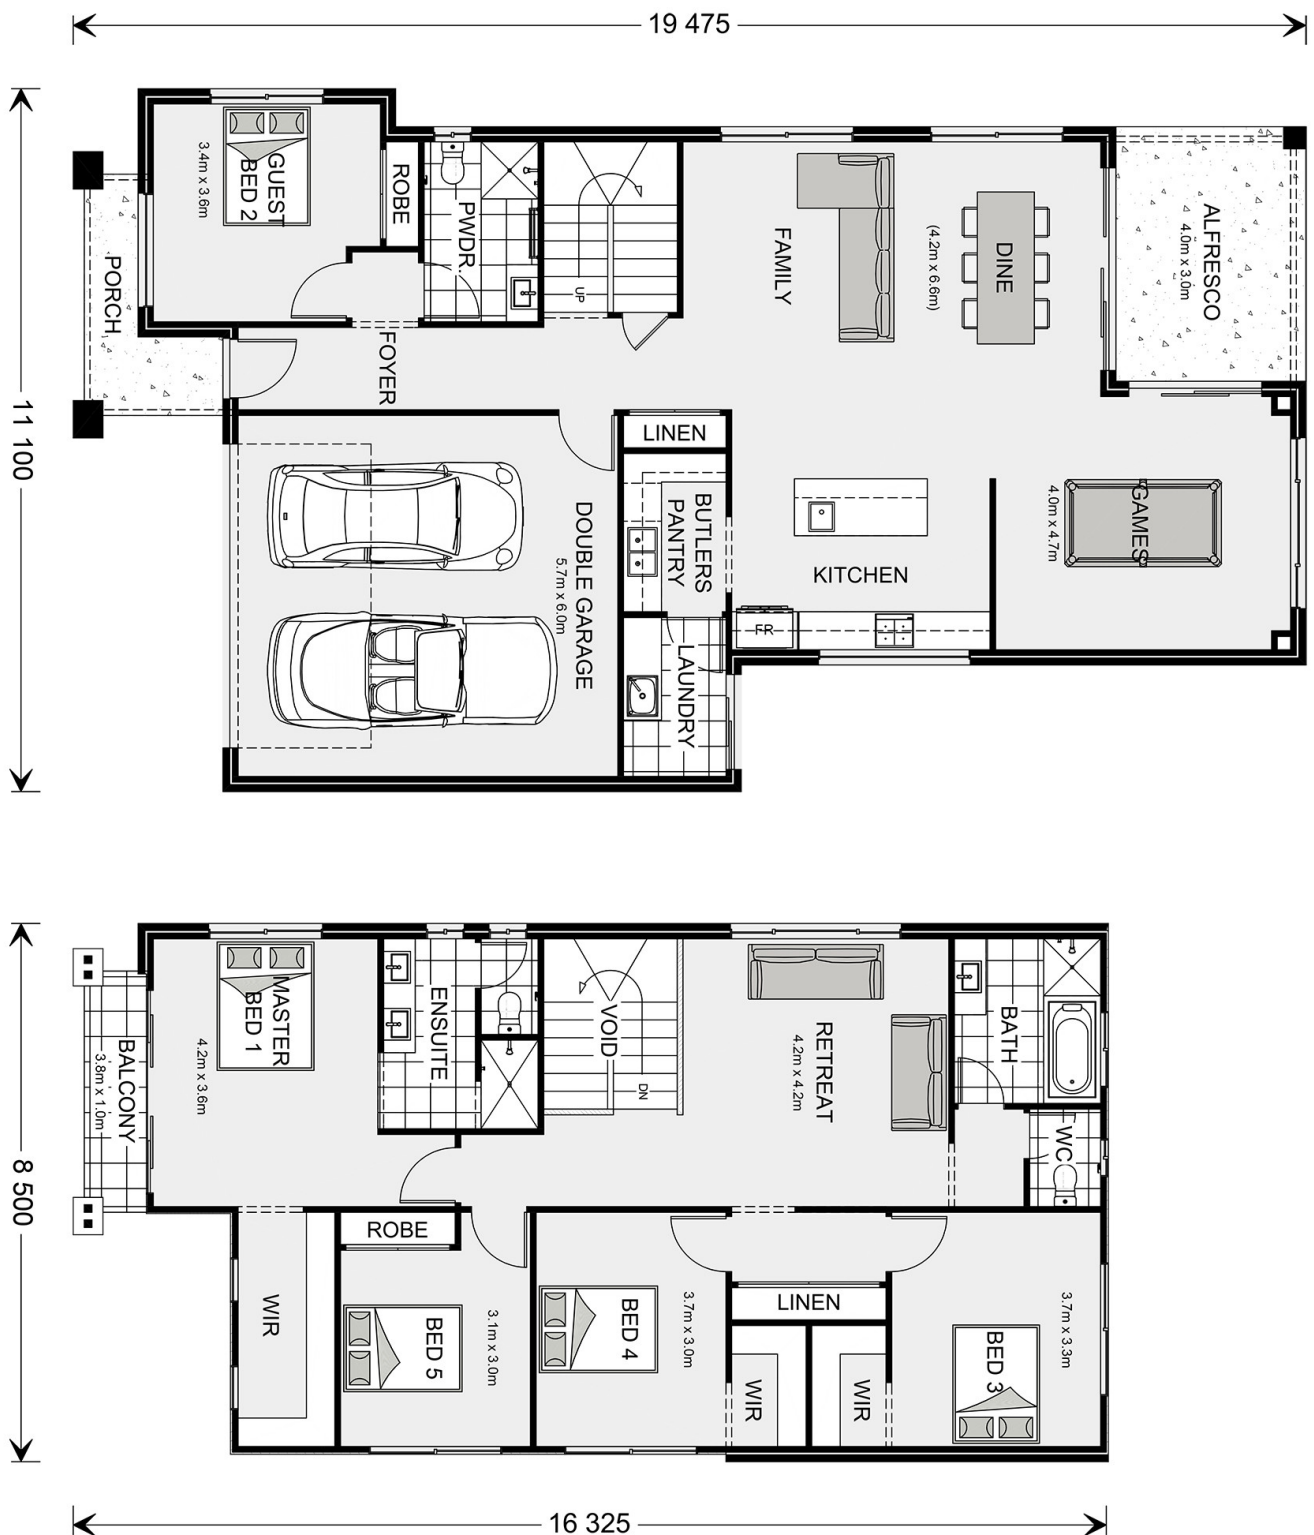 19 475
11 100
GUEST
BED 2
3.4m x 3.6m
ROBE
PWDR.
UP
PORCH
FOYER
FAMILY
DINE
(4.2m x 6.6m)
ALFRESCO
4.0m x 3.0m
LINEN
BUTLERS
PANTRY
DOUBLE GARAGE
5.7m x 6.0m
KITCHEN
FR
LAUNDRY
GAMES
4.0m x 4.7m
8 500
MASTER
BED 1
4.2m x 3.6m
BALCONY
3.8m x 1.0m
ENSUITE
VOID
DN
RETREAT
4.2m x 4.2m
BATH
WC
ROBE
WIR
BED 5
3.1m x 3.0m
BED 4
3.7m x 3.0m
LINEN
WIR
WIR
BED 3
3.7m x 3.3m
16 325